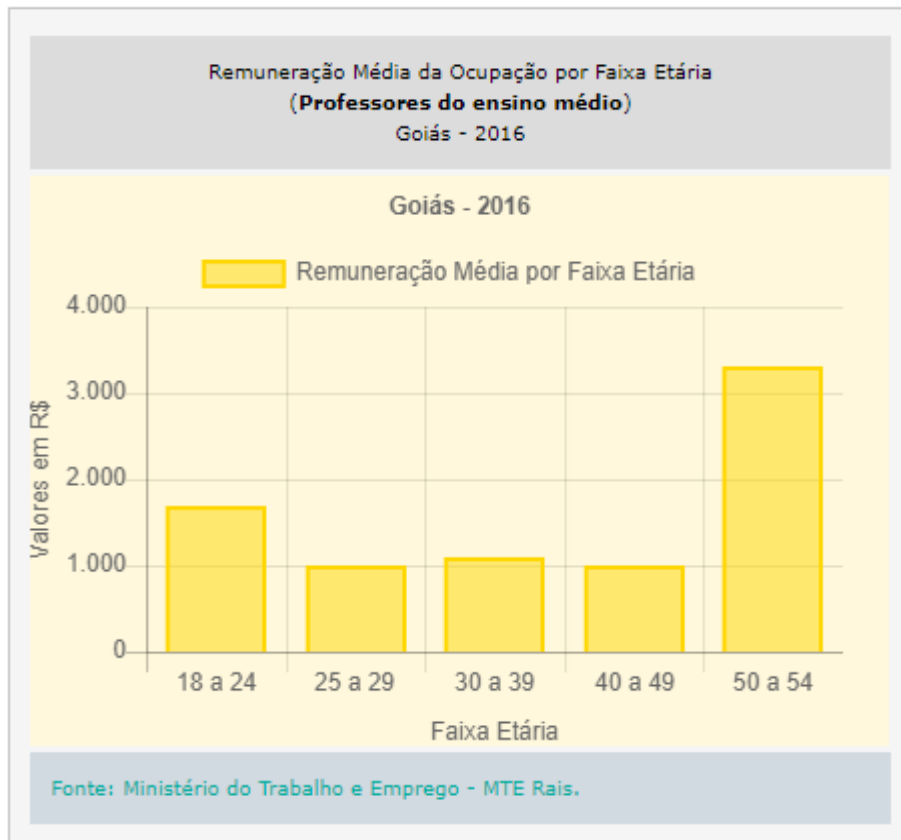 Remuneração Média da Ocupação por Faixa Etária
(Professores do ensino médio)
Goiás - 2016
Goiás - 2016
Remuneração Média por Faixa Etária
Valores em R$
4.000
3.000
2.000
1.000
0
18 a 24 25 a 29 30 a 39 40 a 49 50 a 54
Faixa Etária
Fonte: Ministério do Trabalho e Emprego - MTE Rais.